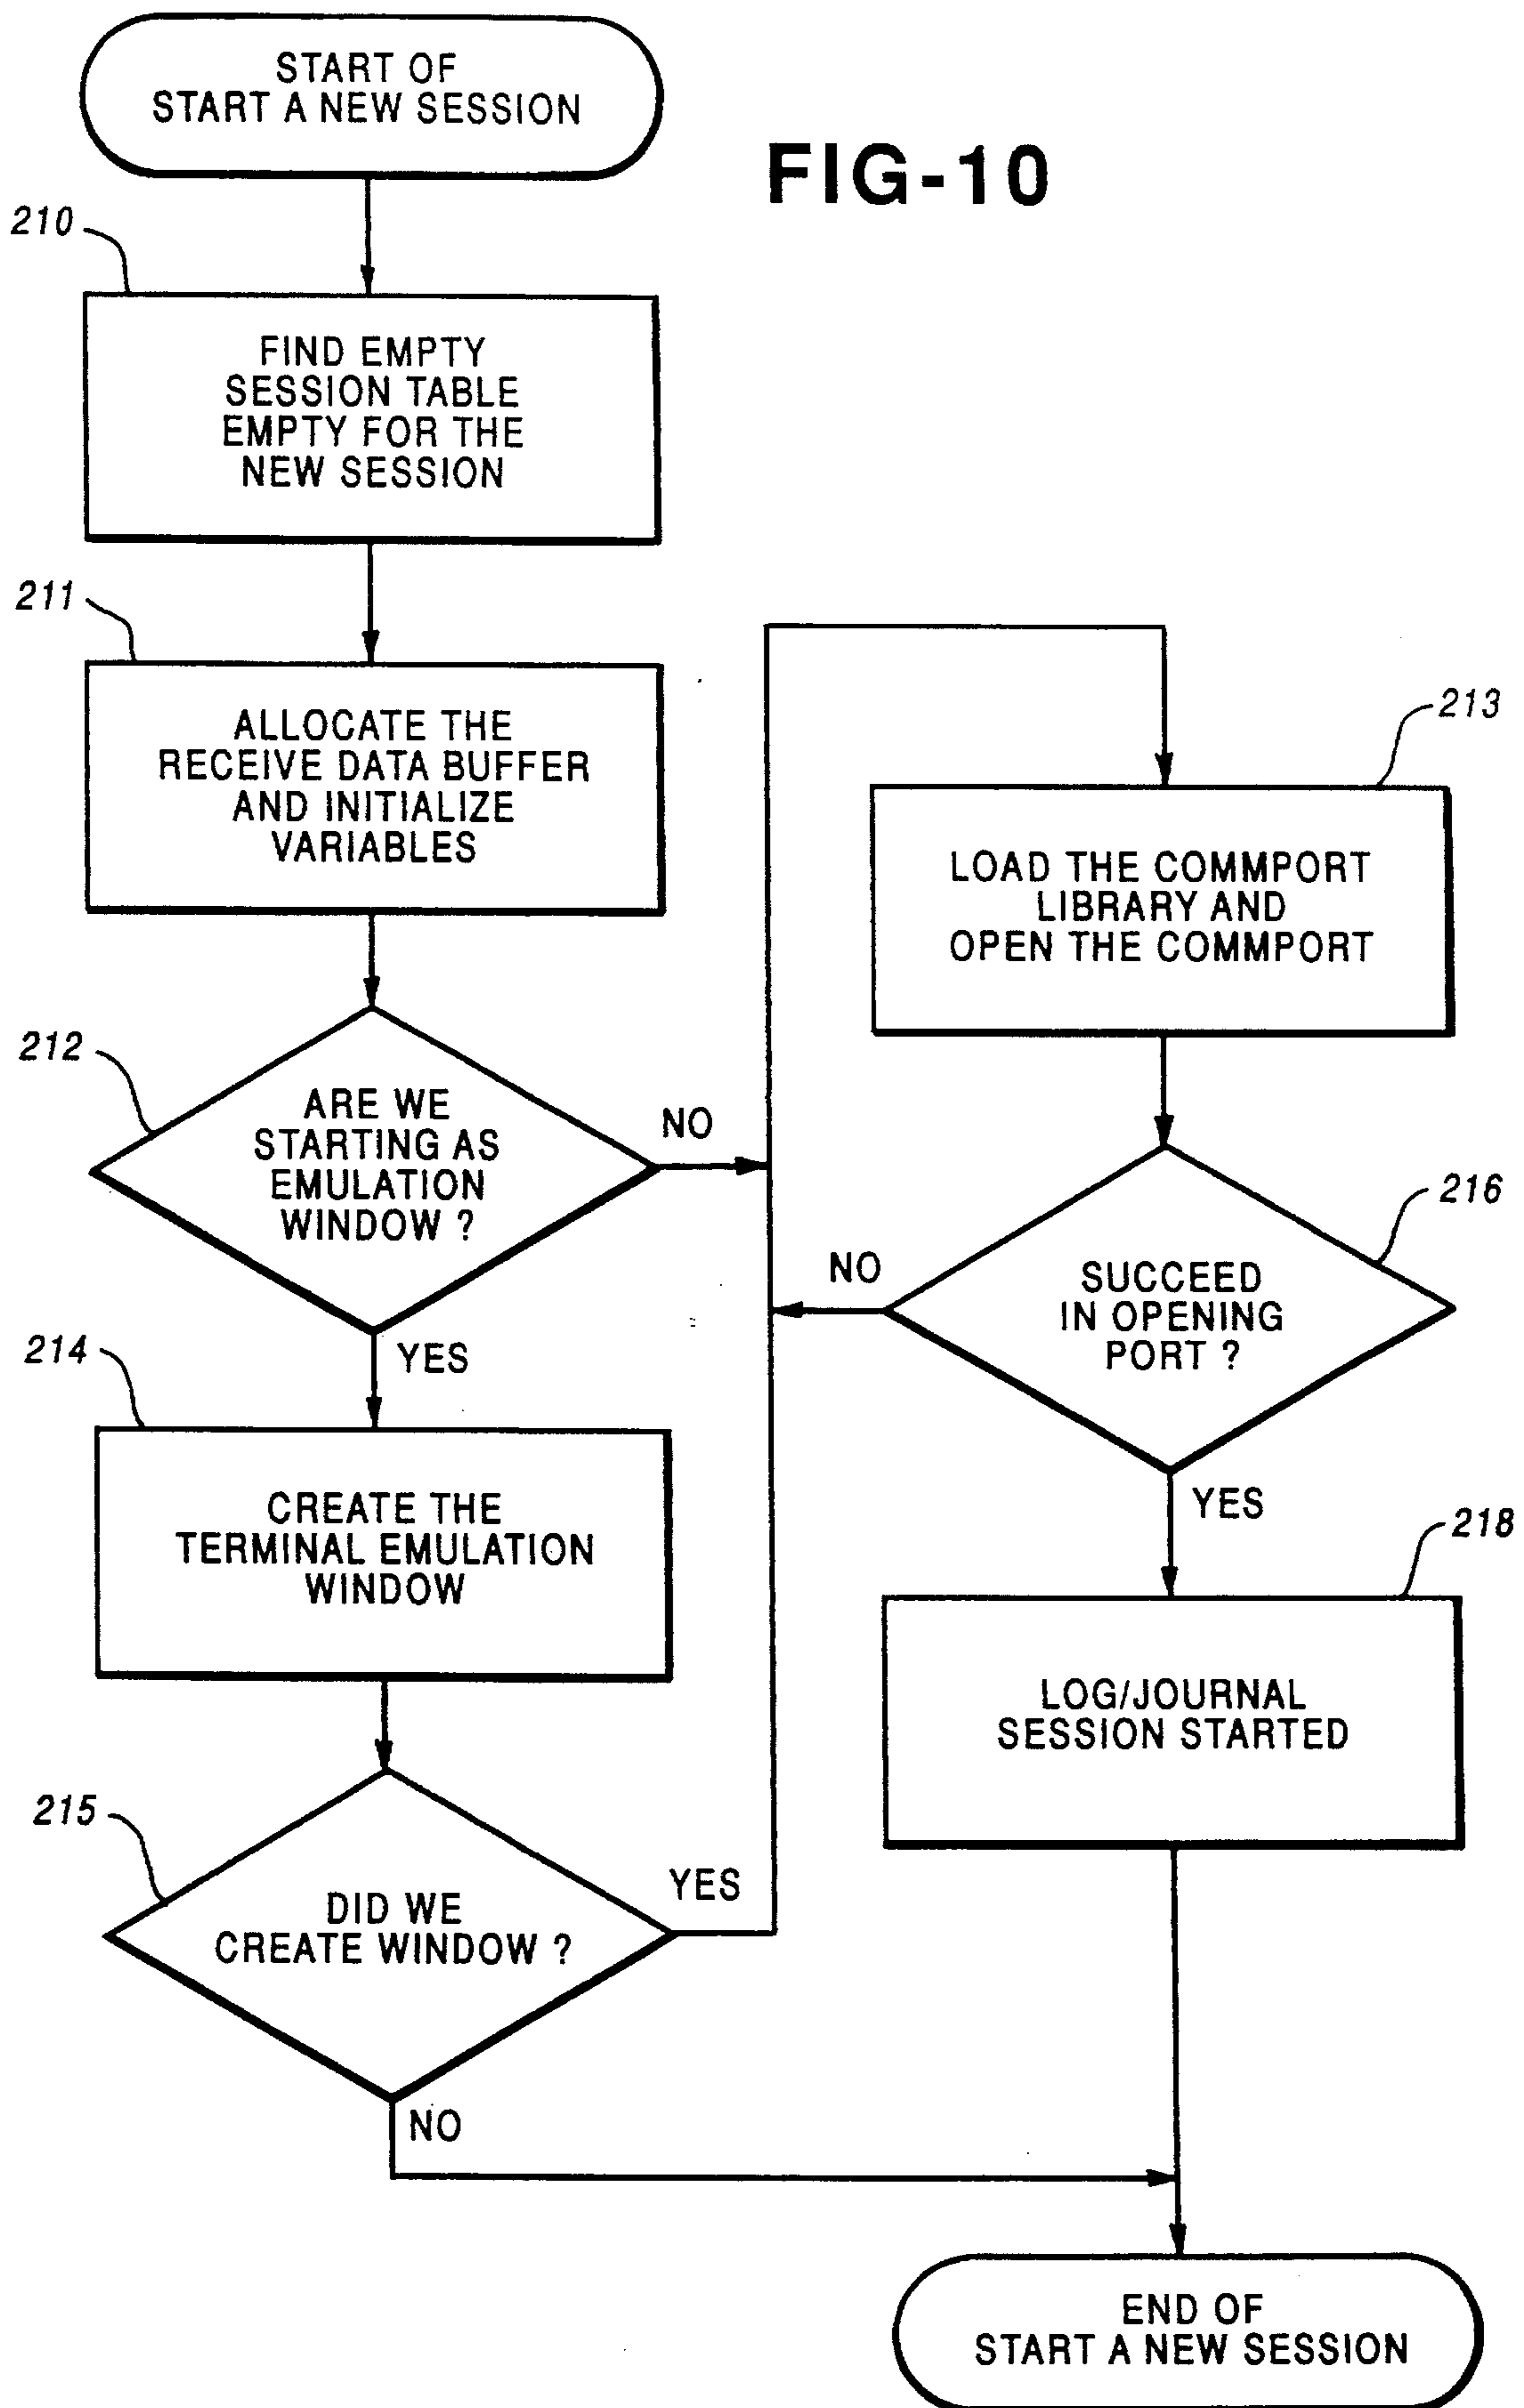 START OF
START A NEW SESSION
FIG-10
210
FIND EMPTY
SESSION TABLE
EMPTY FOR THE
NEW SESSION
211
ALLOCATE THE
RECEIVE DATA BUFFER
AND INITIALIZE
VARIABLES
212
ARE WE
STARTING AS
EMULATION
WINDOW ?
NO
YES
214
CREATE THE
TERMINAL EMULATION
WINDOW
215
DID WE
CREATE WINDOW ?
YES
NO
213
LOAD THE COMMPORT
LIBRARY AND
OPEN THE COMMPORT
216
SUCCEED
IN OPENING
PORT ?
NO
YES
218
LOG/JOURNAL
SESSION STARTED
END OF
START A NEW SESSION